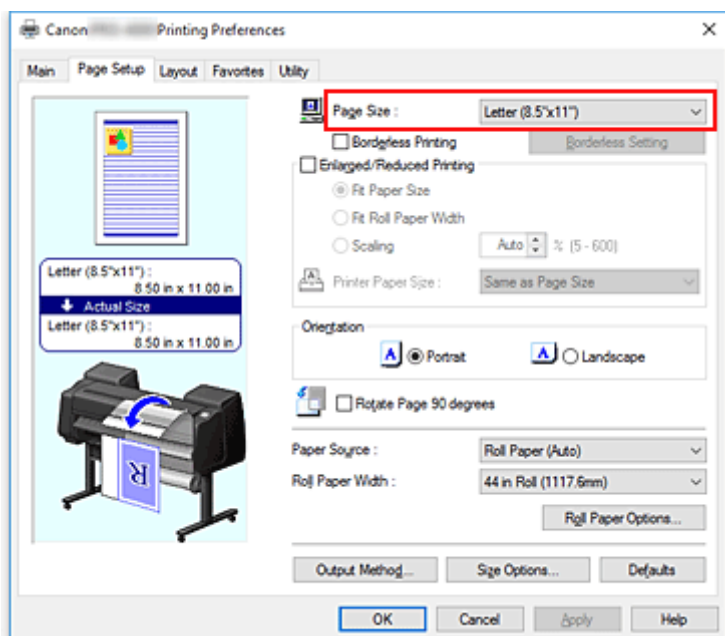 Canon Printing Preferences
Main Page Setup Layout Favorites Utility
Page Size : Letter (8.5"x11")
Borderless Printing Borderless Setting
Enlarged/Reduced Printing
Fit Paper Size
Fit Roll Paper Width
Scaling Auto % (5 - 600)
Printer Paper Size : Same as Page Size
Letter (8.5"x11") :
8.50 in x 11.00 in
Actual Size
Letter (8.5"x11") :
8.50 in x 11.00 in
Orientation
A Portrait A Landscape
Rotate Page 90 degrees
R
Paper Source : Roll Paper (Auto)
Roll Paper Width : 44 in Roll (1117.6mm)
Roll Paper Options...
Output Method... Size Options... Defaults
OK Cancel Apply Help